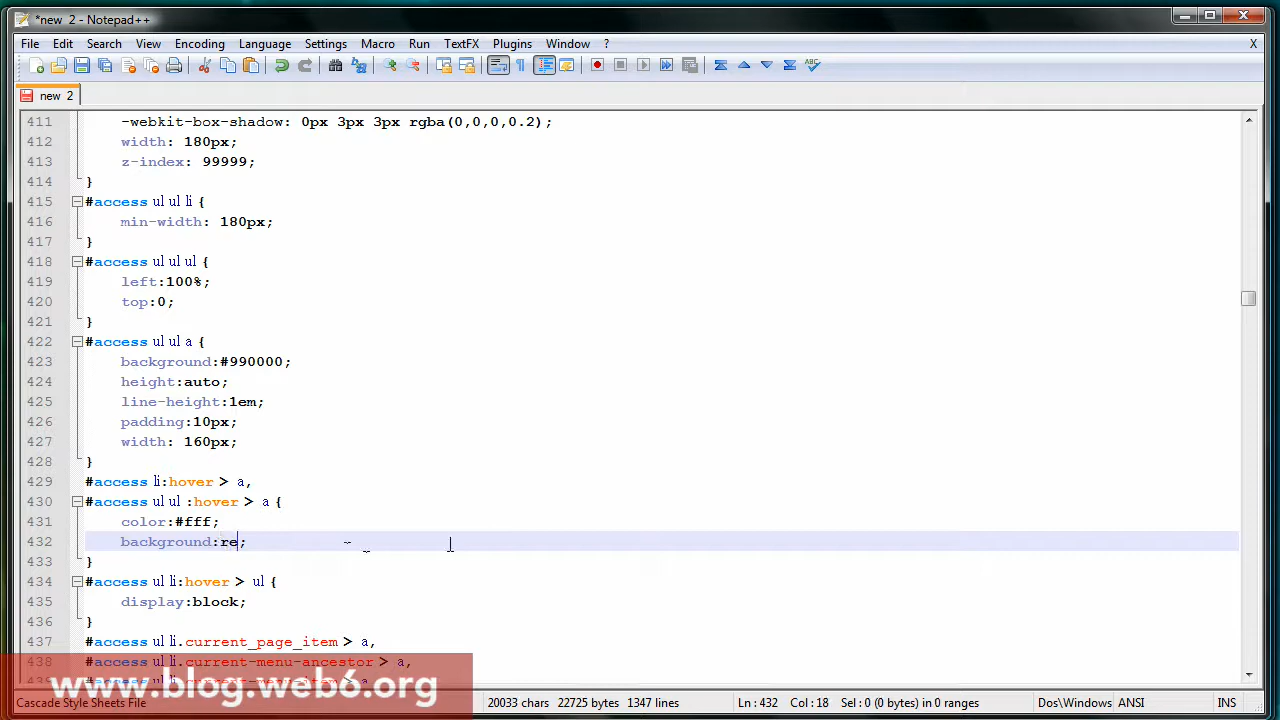 *new  2 - Notepad++
File Edit Search View Encoding Language Settings Macro Run TextFX Plugins Window ? X
new  2
411 -webkit-box-shadow: 0px 3px 3px rgba(0,0,0,0.2);
412 width: 180px;
413 z-index: 99999;
414 }
415 #access ul ul li {
416 min-width: 180px;
417 }
418 #access ul ul ul {
419 left:100%;
420 top:0;
421 }
422 #access ul ul a {
423 background:#990000;
424 height:auto;
425 line-height:1em;
426 padding:10px;
427 width: 160px;
428 }
429 #access li:hover > a,
430 #access ul ul :hover > a {
431 color:#fff;
432 background:re;
433 }
434 #access ul li:hover > ul {
435 display:block;
436 }
437 #access ul li.current_page_item > a,
438 #access ul li.current-menu-ancestor > a,
www.blog.web6.org
Cascade Style Sheets File 20033 chars 22725 bytes 1347 lines Ln : 432 Col : 18 Sel : 0 (0 bytes) in 0 ranges Dos\Windows ANSI INS